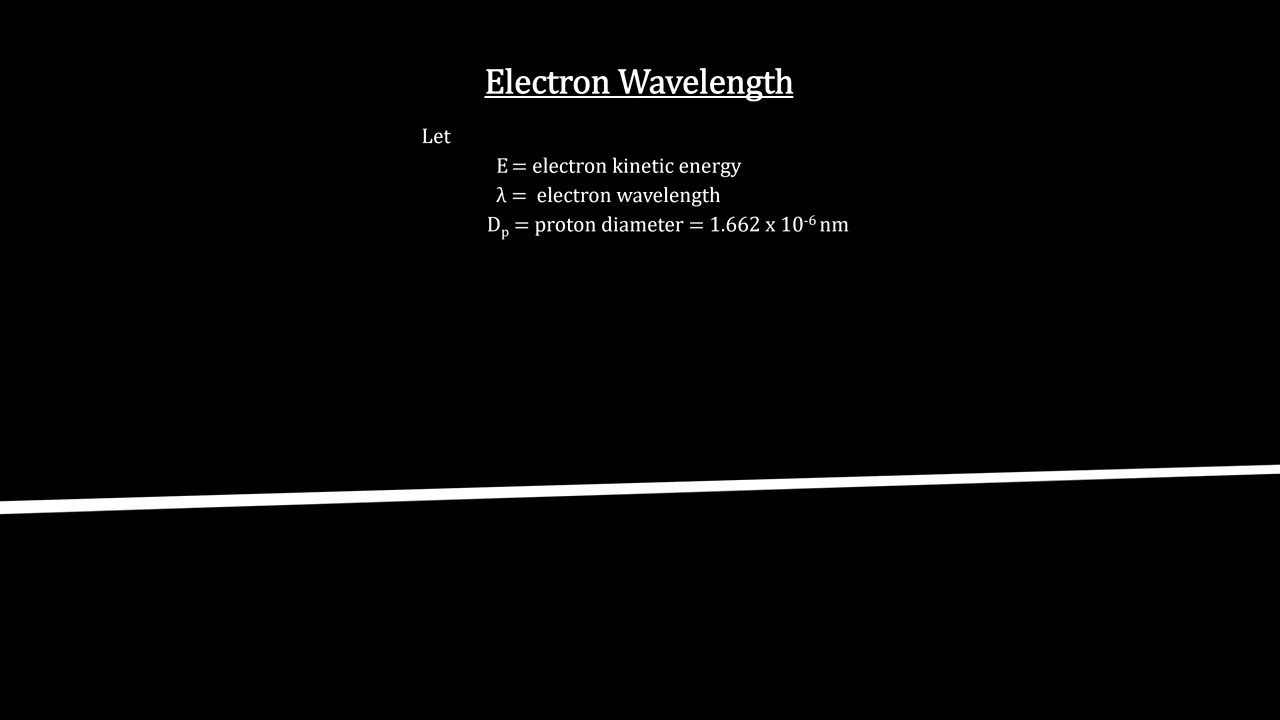 Electron Wavelength
Let
E = electron kinetic energy
λ = electron wavelength
Dₚ = proton diameter = 1.662 x 10⁻⁶ nm